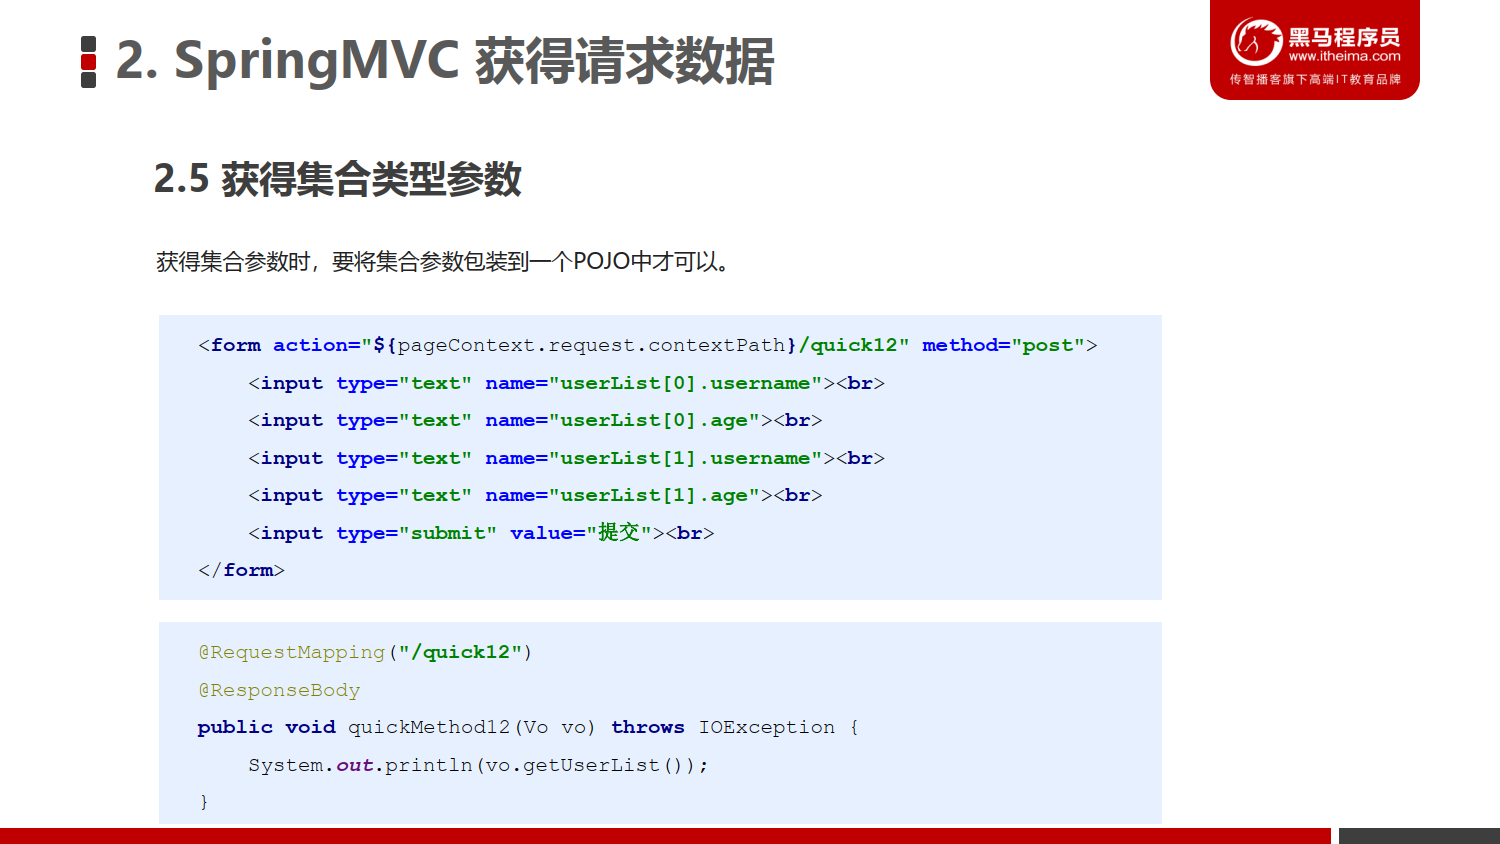 2. SpringMVC 获得请求数据
黑马程序员
www.itheima.com
传智播客旗下高端IT教育品牌
2.5 获得集合类型参数
获得集合参数时，要将集合参数包装到一个POJO中才可以。
<form action="${pageContext.request.contextPath}/quick12" method="post">
    <input type="text" name="userList[0].username"><br>
    <input type="text" name="userList[0].age"><br>
    <input type="text" name="userList[1].username"><br>
    <input type="text" name="userList[1].age"><br>
    <input type="submit" value="提交"><br>
</form>
@RequestMapping("/quick12")
@ResponseBody
public void quickMethod12(Vo vo) throws IOException {
    System.out.println(vo.getUserList());
}